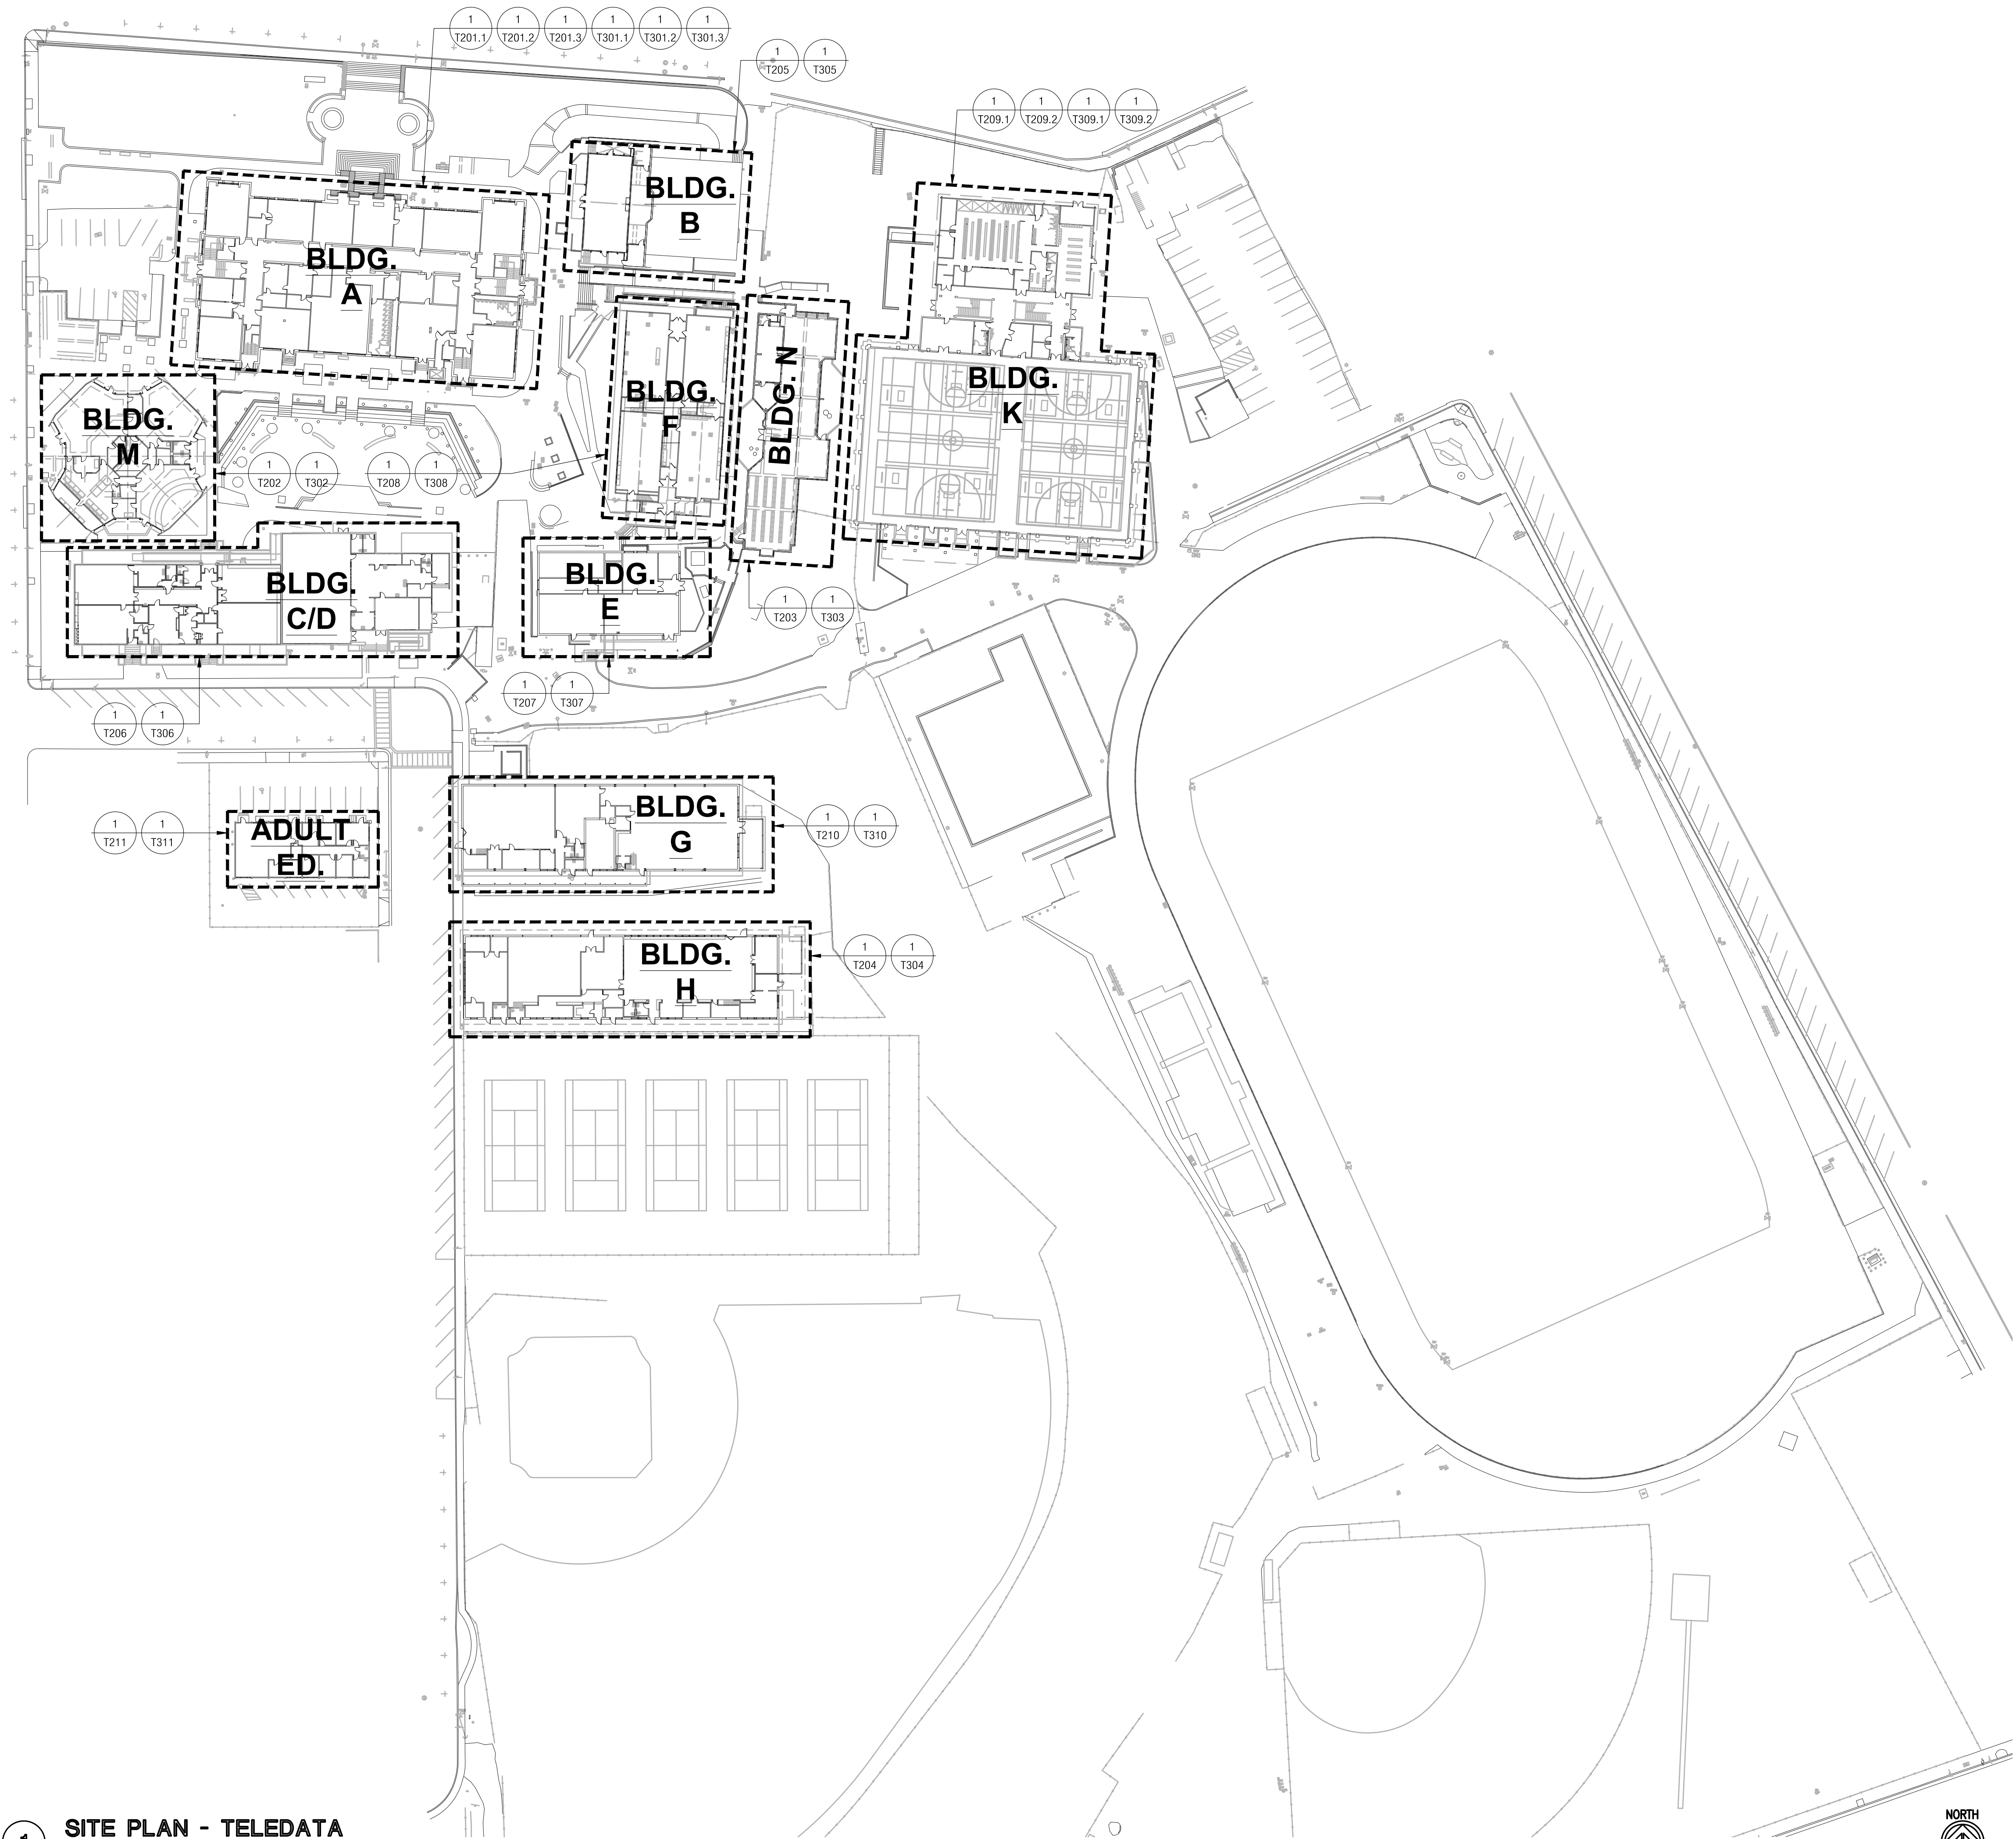 1 1 1 1 1 1
T201.1 T201.2 T201.3 T301.1 T301.2 T301.3
1 1
T205 T305
1 1 1 1
T209.1 T209.2 T309.1 T309.2
BLDG.
B
BLDG.
A
BLDG.
F
BLDG. N
BLDG.
K
BLDG.
M
1 1 1 1
T202 T302 T208 T308
BLDG.
C/D
BLDG.
E
1 1
T203 T303
1 1
T207 T307
1 1
T206 T306
1 1
T211 T311
ADULT
ED.
BLDG.
G
1 1
T210 T310
BLDG.
H
1 1
T204 T304
NORTH
1 SITE PLAN - TELEDATA